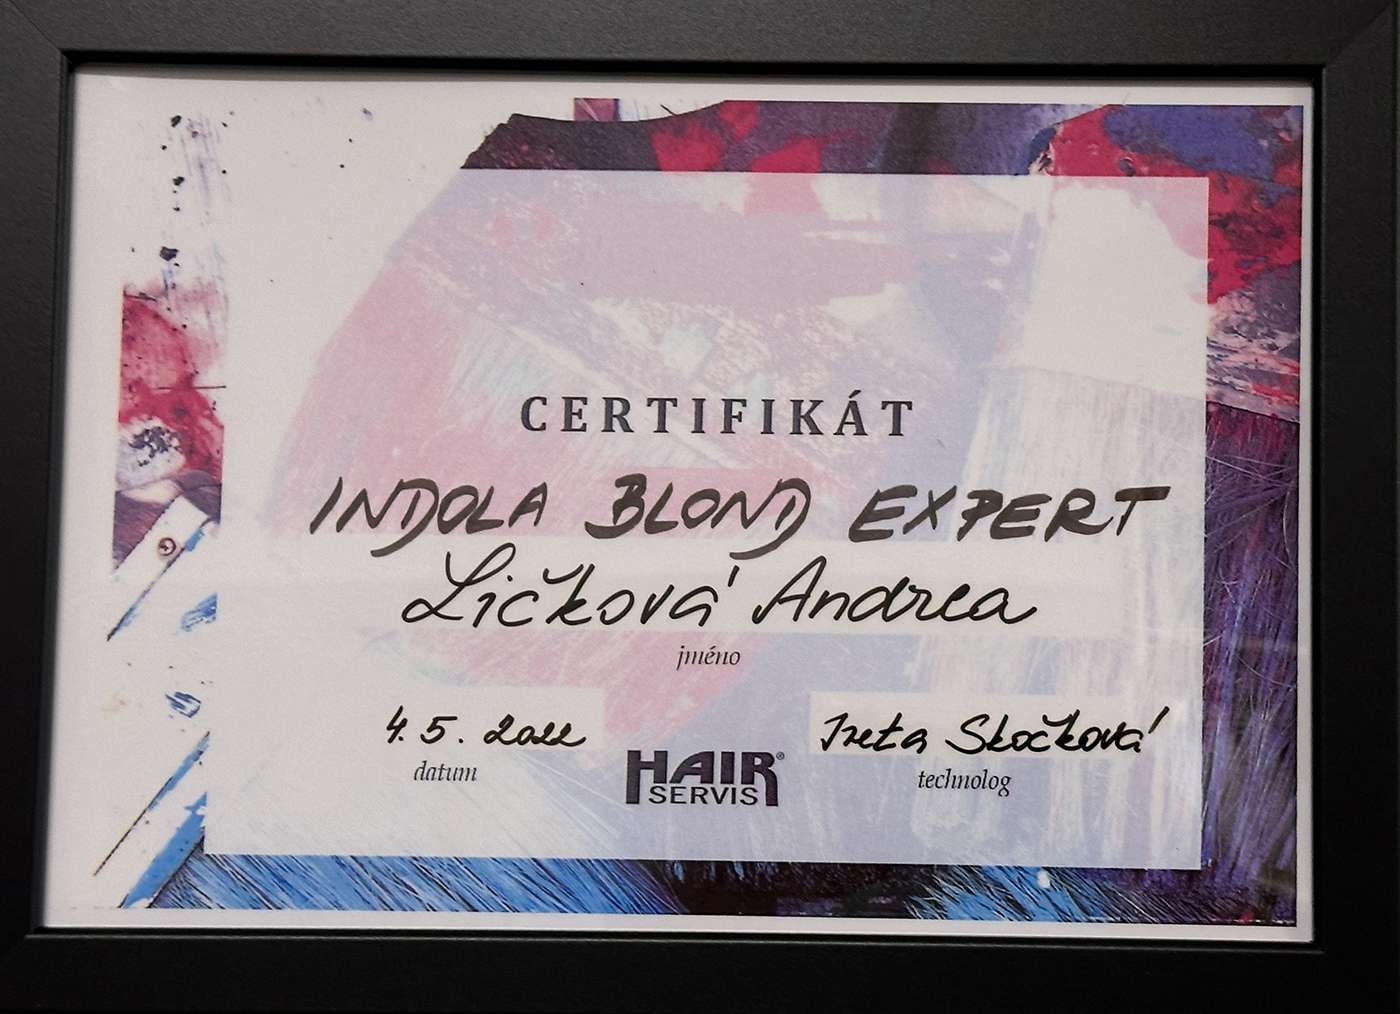 CERTIFIKÁT
INDOLA BLOND EXPERT
Ličková Andrea
jméno
4. 5. 2022
datum
HAIR®
SERVIS
Iveta Skočková
technolog